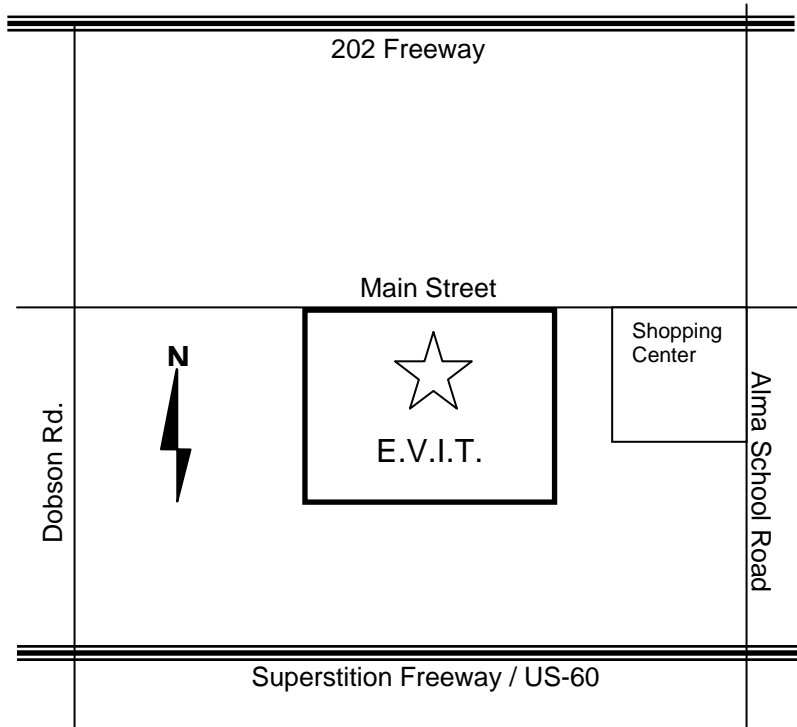 202 Freeway
Main Street
Shopping
Center
N
E.V.I.T.
Dobson Rd.
Alma School Road
Superstition Freeway / US-60